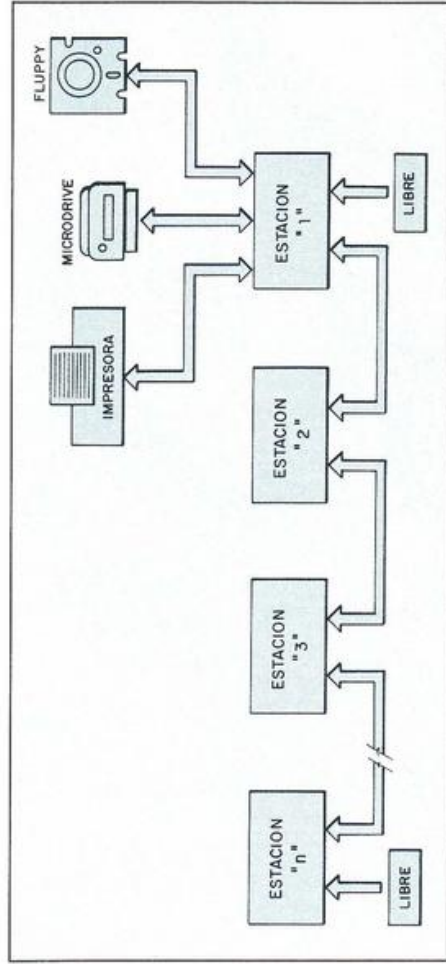 FLUPPY
MICRODRIVE
IMPRESORA
ESTACION
"1"
LIBRE
ESTACION
"2"
ESTACION
"3"
ESTACION
"n"
LIBRE